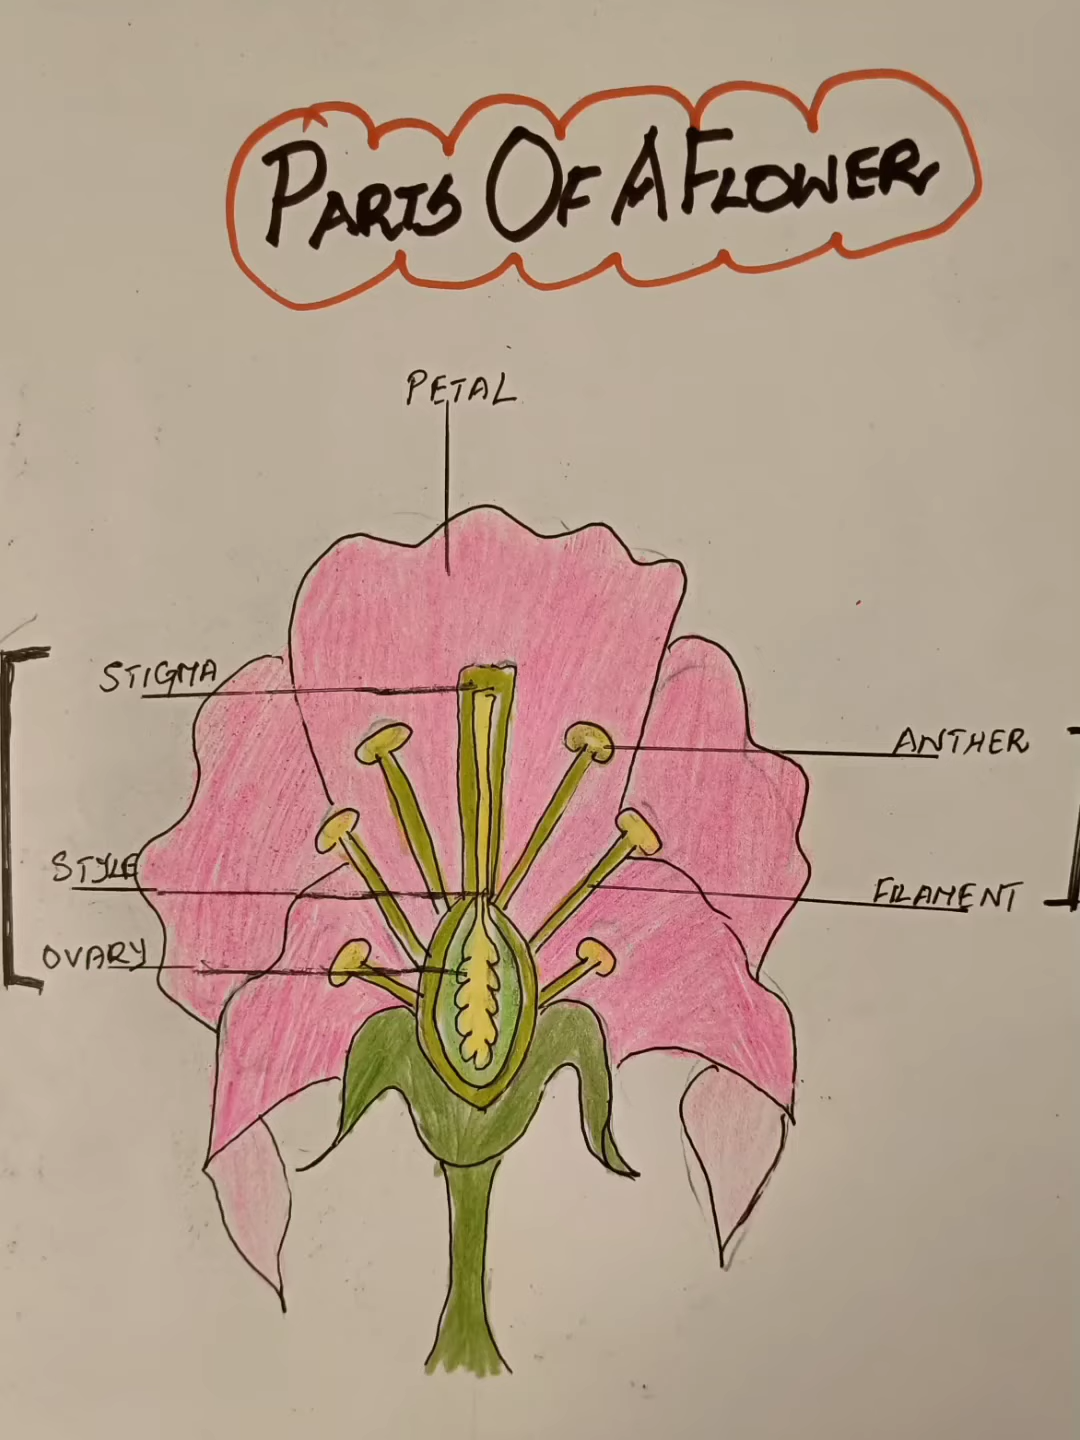 PARTS OF A FLOWER
PETAL
STIGMA
ANTHER
STYLE
FILAMENT
OVARY